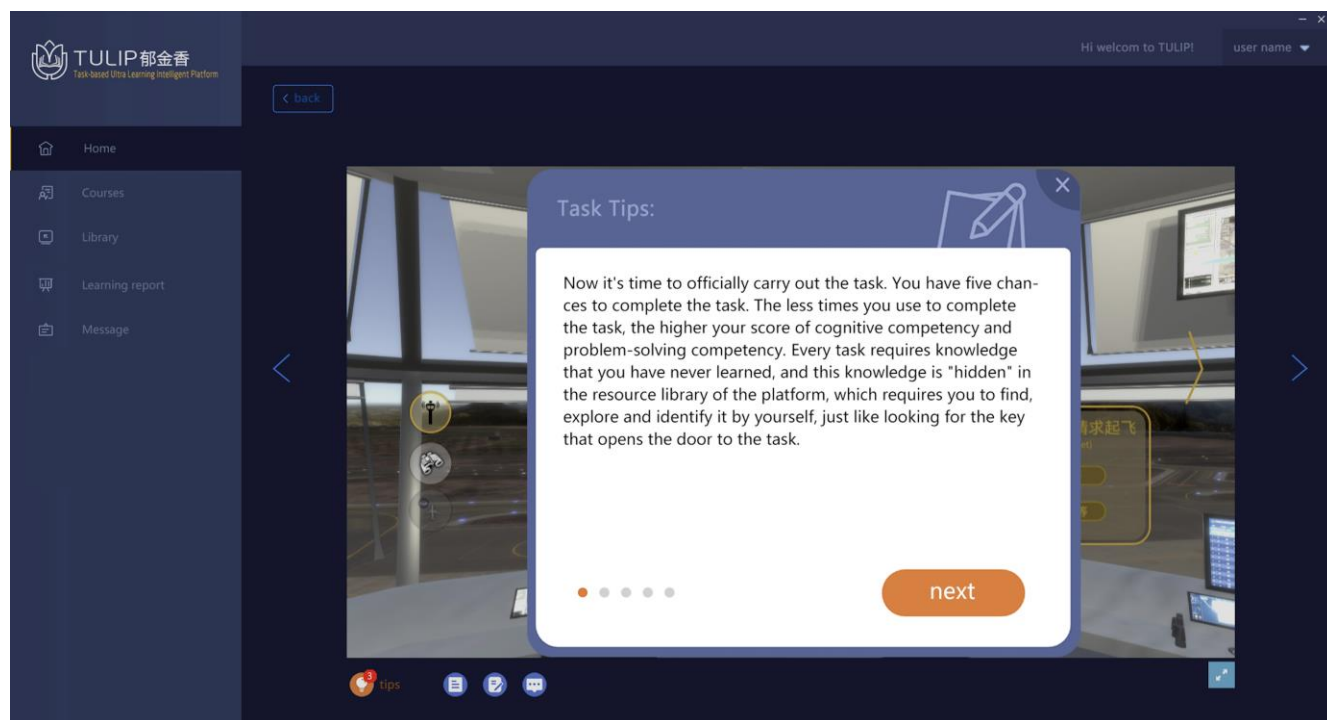 TULIP郁金香
Task-based Ultra Learning Intelligent Platform
Hi welcom to TULIP!
user name
back
Home
Courses
Library
Learning report
Message
Task Tips:
Now it's time to officially carry out the task. You have five chan-
ces to complete the task. The less times you use to complete
the task, the higher your score of cognitive competency and
problem-solving competency. Every task requires knowledge
that you have never learned, and this knowledge is "hidden" in
the resource library of the platform, which requires you to find,
explore and identify it by yourself, just like looking for the key
that opens the door to the task.
next
请求起飞
3
tips